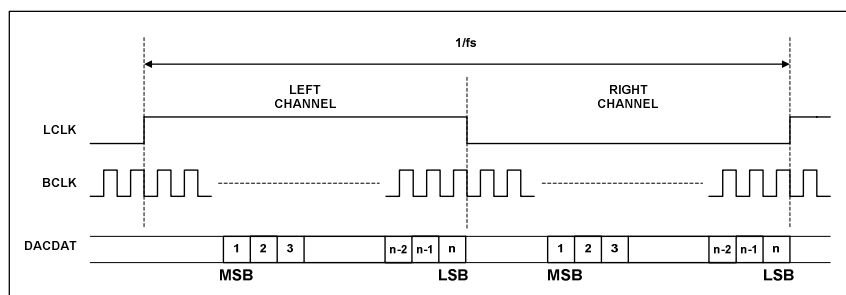 1/fs
LEFT
CHANNEL
RIGHT
CHANNEL
LCLK
BCLK
DACDAT
1 2 3 n-2 n-1 n 1 2 3 n-2 n-1 n
MSB LSB MSB LSB